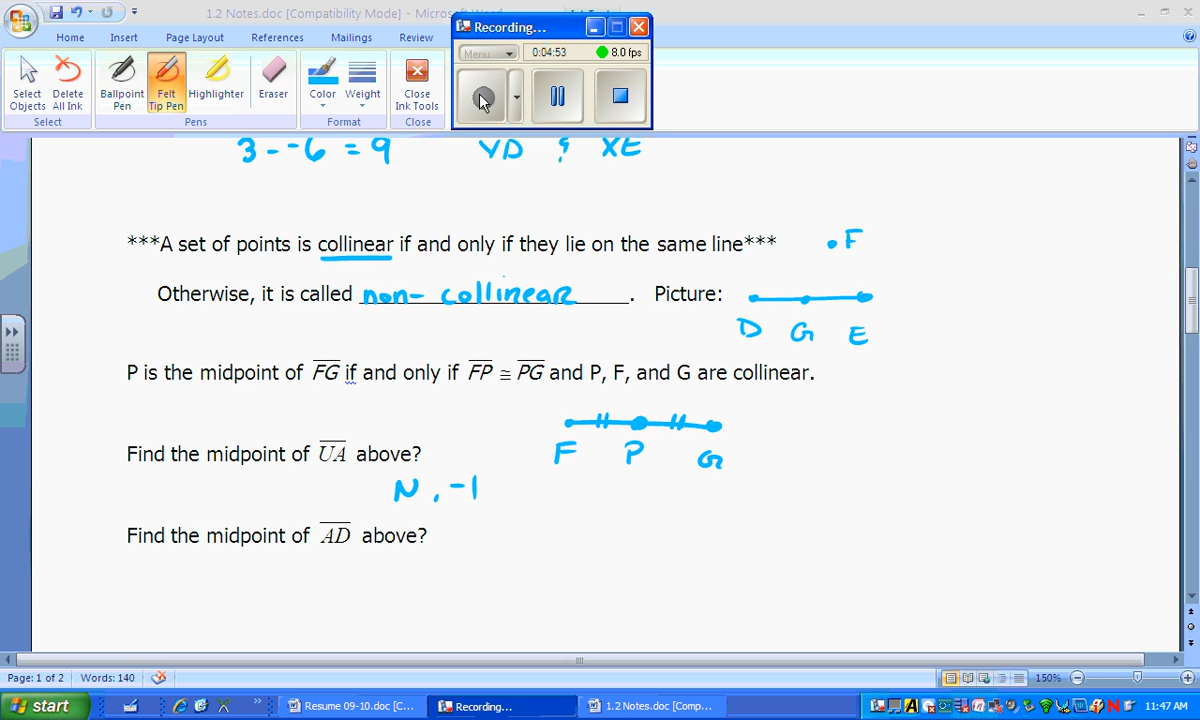 1.2 Notes.doc [Compatibility Mode] - Micros
Recording...
Home Insert Page Layout References Mailings Review
Menu 0:04:53 8.0 fps
Select Objects Delete All Ink Ballpoint Pen Felt Tip Pen Highlighter Eraser Color Weight Close Ink Tools
Select Pens Format Close
3 - -6 = 9 YD & XE
***A set of points is collinear if and only if they lie on the same line*** F
Otherwise, it is called non- collinear. Picture:
D G E
P is the midpoint of FG if and only if FP ≅ PG and P, F, and G are collinear.
F P G
Find the midpoint of UA above?
N, -1
Find the midpoint of AD above?
Page: 1 of 2 Words: 140 150%
start Resume 09-10.doc [C... Recording... 1.2 Notes.doc [Comp... 11:47 AM